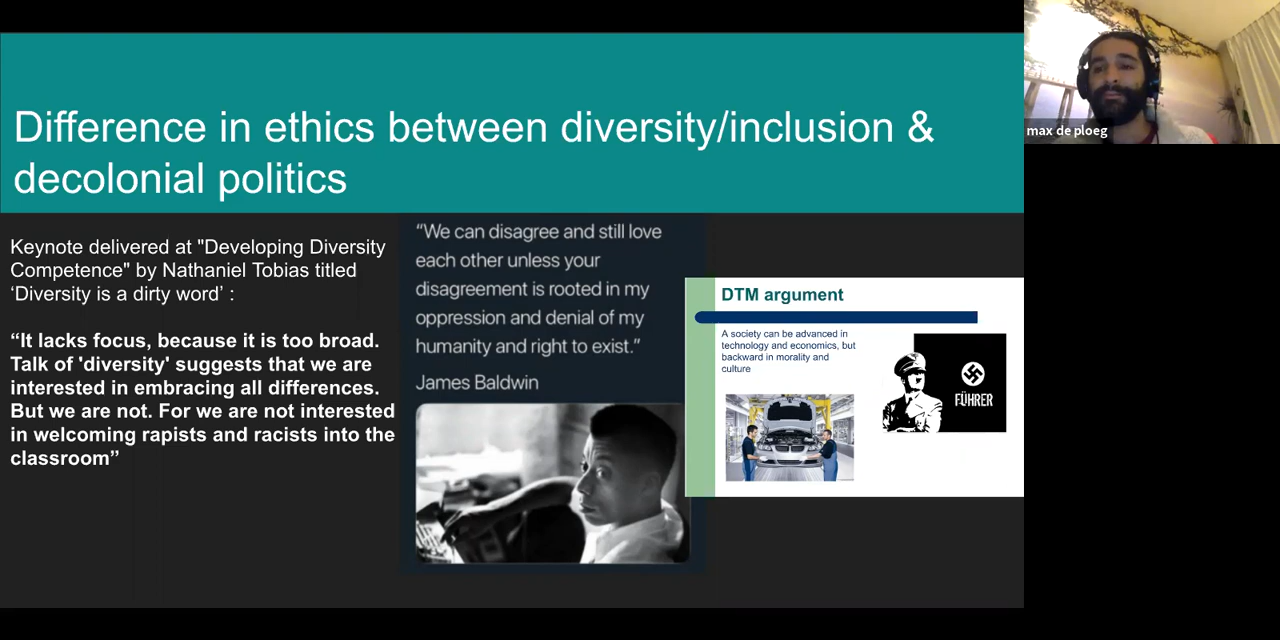 Difference in ethics between diversity/inclusion &
decolonial politics
Keynote delivered at "Developing Diversity
Competence" by Nathaniel Tobias titled
‘Diversity is a dirty word’ :
“It lacks focus, because it is too broad.
Talk of 'diversity' suggests that we are
interested in embracing all differences.
But we are not. For we are not interested
in welcoming rapists and racists into the
classroom”
“We can disagree and still love
each other unless your
disagreement is rooted in my
oppression and denial of my
humanity and right to exist.”
James Baldwin
DTM argument
A society can be advanced in
technology and economics, but
backward in morality and
culture
FÜHRER
max de ploeg